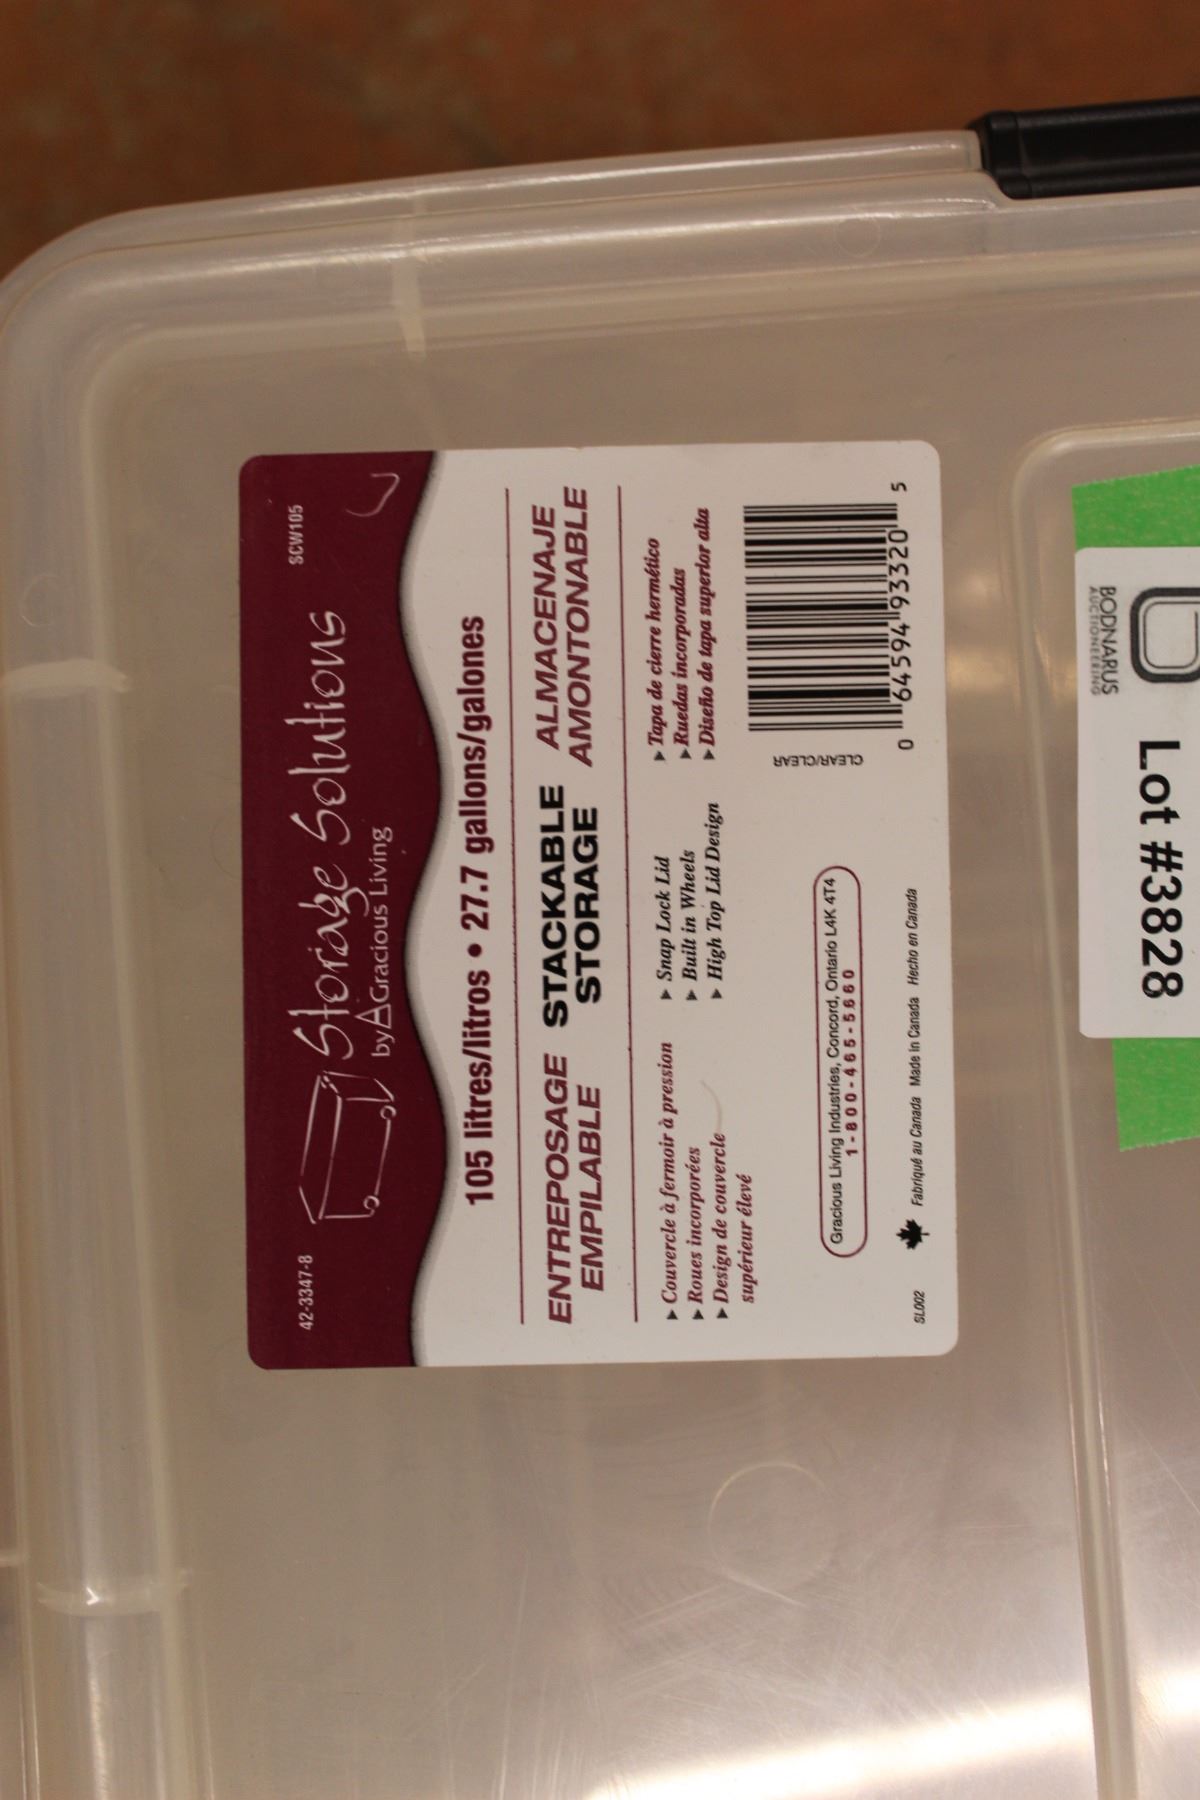 42-3347-8
SCW105
Storage Solutions
by Gracious Living
105 litres/litros • 27.7 gallons/galones
ENTREPOSAGE
EMPILABLE
STACKABLE
STORAGE
ALMACENAJE
AMONTONABLE
▸ Couvercle à fermoir à pression
▸ Roues incorporées
▸ Design de couvercle
supérieur élevé
▸ Snap Lock Lid
▸ Built in Wheels
▸ High Top Lid Design
▸ Tapa de cierre hermético
▸ Ruedas incorporadas
▸ Diseño de tapa superior alta
CLEAR/CLEAR
0 64594 93320 5
Gracious Living Industries, Concord, Ontario L4K 4T4
1-800-465-5660
SL002
Fabriqué au Canada Made in Canada Hecho en Canada
BODNARUS
AUCTIONEERING
Lot #3828